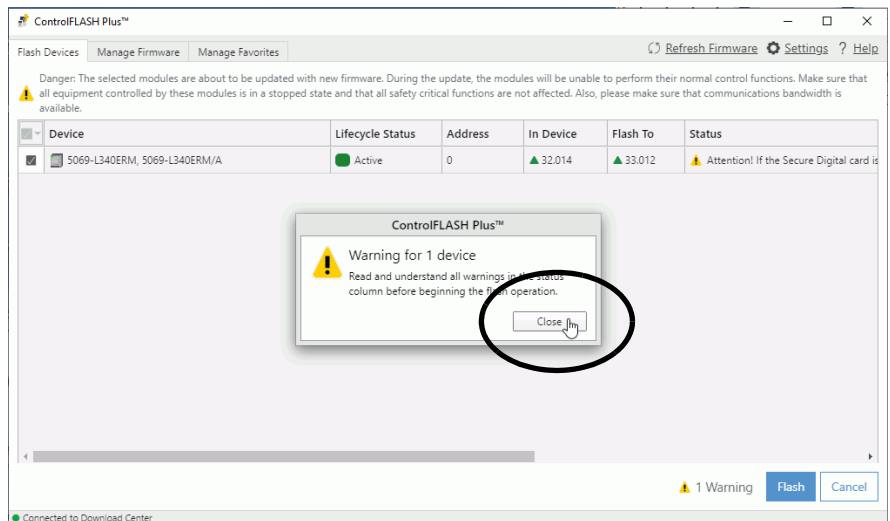 ControlFLASH Plus™
Flash Devices Manage Firmware Manage Favorites Refresh Firmware Settings ? Help
Danger: The selected modules are about to be updated with new firmware. During the update, the modules will be unable to perform their normal control functions. Make sure that
all equipment controlled by these modules is in a stopped state and that all safety critical functions are not affected. Also, please make sure that communications bandwidth is
available.
Device Lifecycle Status Address In Device Flash To Status
5069-L340ERM, 5069-L340ERM/A Active 0 32.014 33.012 Attention! If the Secure Digital card is
ControlFLASH Plus™
Warning for 1 device
Read and understand all warnings in the status
column before beginning the flash operation.
Close
1 Warning Flash Cancel
Connected to Download Center